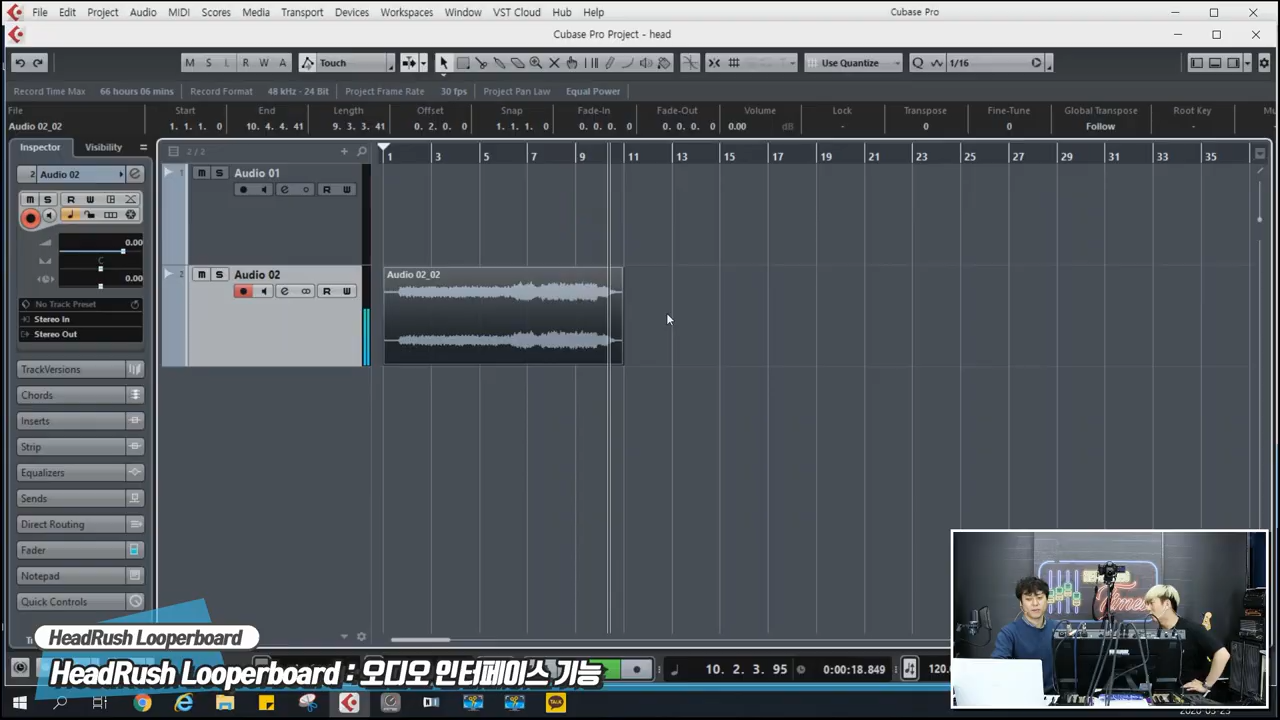 File Edit Project Audio MIDI Scores Media Transport Devices Workspaces Window VST Cloud Hub Help Cubase Pro
Cubase Pro Project - head
M S L R W A Touch Use Quantize Q 1/16
Record Time Max 66 hours 06 mins Record Format 48 kHz - 24 Bit Project Frame Rate 30 fps Project Pan Law Equal Power
File Start End Length Offset Snap Fade-In Fade-Out Volume Lock Transpose Fine-Tune Global Transpose Root Key
Audio 02_02 1. 1. 1. 0 10. 4. 4. 41 9. 3. 3. 41 0. 2. 0. 0 1. 1. 1. 0 0. 0. 0. 0 0. 0. 0. 0 0.00 dB - 0 0 Follow -
Inspector Visibility 2 / 2 1 3 5 7 9 11 13 15 17 19 21 23 25 27 29 31 33 35
2 Audio 02 1 m S Audio 01
m S R W R W
0.00
C
0.00
2 m S Audio 02 Audio 02_02
R W
No Track Preset
Stereo In
Stereo Out
TrackVersions
Chords
Inserts
Strip
Equalizers
Sends
Direct Routing
Fader
Notepad
Quick Controls
HeadRush Looperboard
HeadRush Looperboard : 오디오 인터페이스 기능
10. 2. 3. 95 0:00:18.849 120.0
TALK